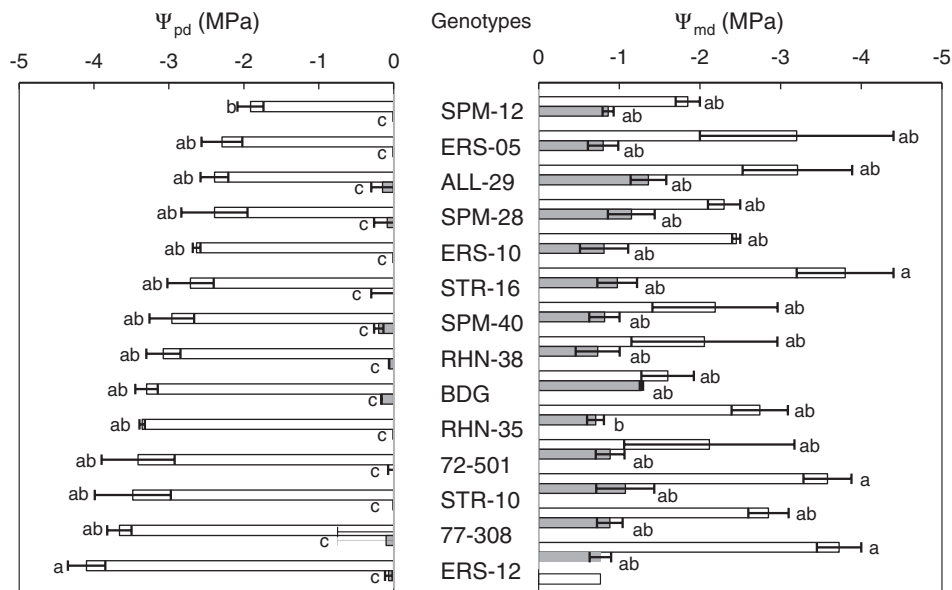 Ψpd (MPa) Genotypes Ψmd (MPa)
-5 -4 -3 -2 -1 0 0 -1 -2 -3 -4 -5
b c SPM-12 ab ab
ab c ERS-05 ab ab
ab c ALL-29 ab ab
ab c SPM-28 ab ab
ab c ERS-10 ab ab
ab c STR-16 a ab
ab c SPM-40 ab ab
ab c RHN-38 ab ab
ab c BDG ab ab
ab c RHN-35 ab b
ab c 72-501 ab ab
ab c STR-10 a ab
ab c 77-308 ab ab
a c ERS-12 a ab